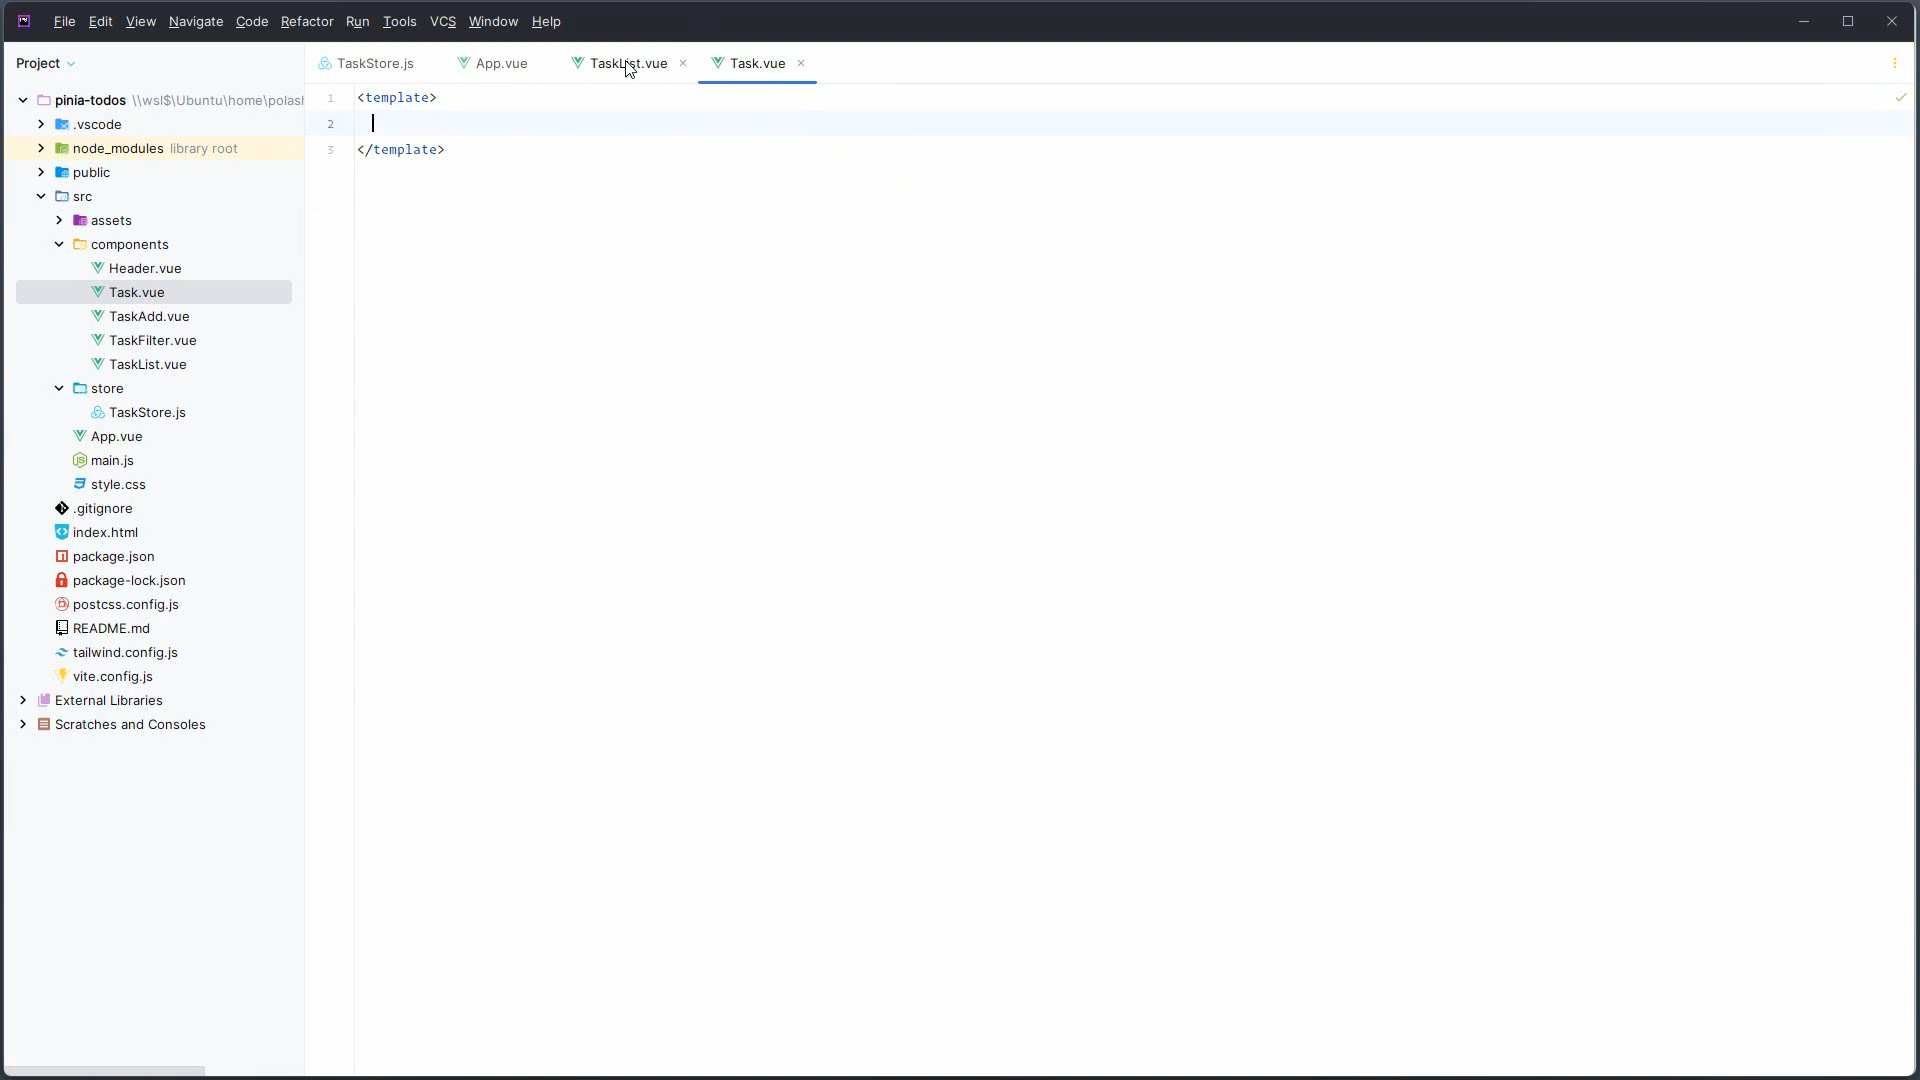 File Edit View Navigate Code Refactor Run Tools VCS Window Help
Project
TaskStore.js App.vue TaskList.vue Task.vue
pinia-todos \\wsl$\Ubuntu\home\polash
.vscode
node_modules library root
public
src
assets
components
Header.vue
Task.vue
TaskAdd.vue
TaskFilter.vue
TaskList.vue
store
TaskStore.js
App.vue
main.js
style.css
.gitignore
index.html
package.json
package-lock.json
postcss.config.js
README.md
tailwind.config.js
vite.config.js
External Libraries
Scratches and Consoles
1 <template>
2
3 </template>